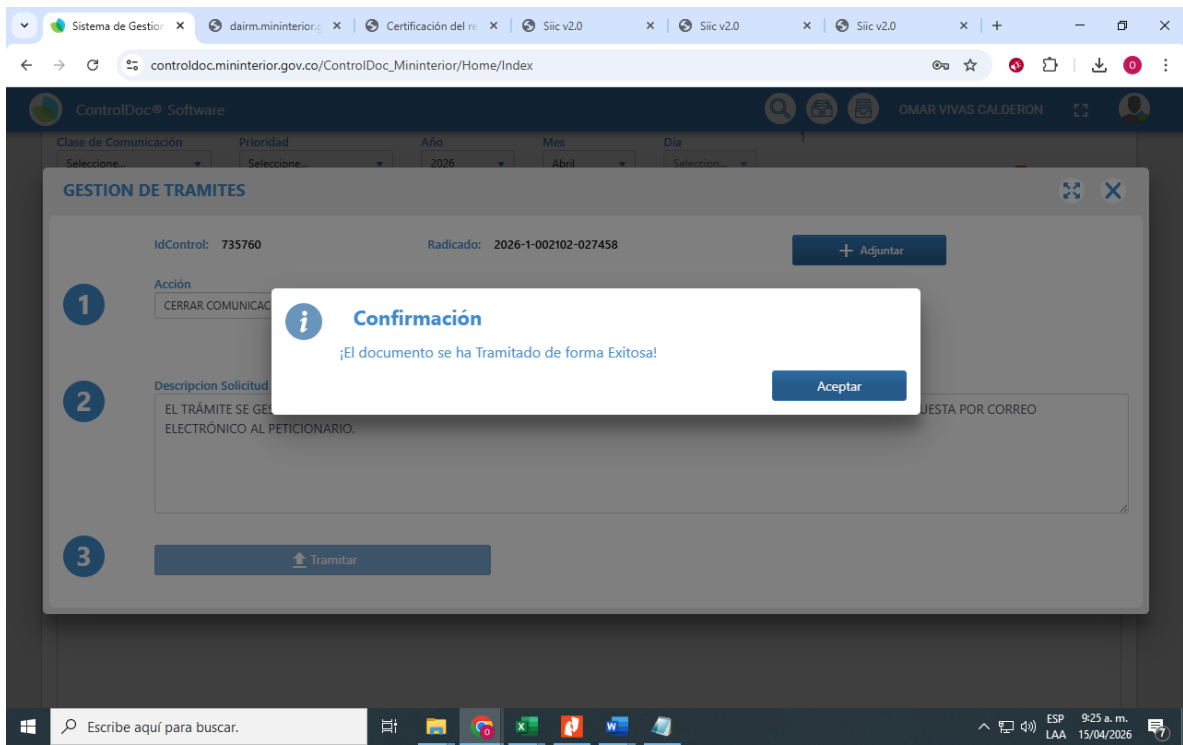 Sistema de Gestion
dairm.mininterior.g
Certificación del re
Siic v2.0
Siic v2.0
Siic v2.0
controldoc.mininterior.gov.co/ControlDoc_Mininterior/Home/Index
O
ControlDoc® Software
OMAR VIVAS CALDERON
Clase de Comunicación Prioridad Año Mes Día
Seleccione... Seleccione... 2026 Abril Seleccion...
1
GESTION DE TRAMITES
IdControl: 735760 Radicado: 2026-1-002102-027458
Adjuntar
1
Acción
CERRAR COMUNICAC
i
Confirmación
¡El documento se ha Tramitado de forma Exitosa!
Aceptar
2
Descripcion Solicitud
EL TRÁMITE SE GES UESTA POR CORREO
ELECTRÓNICO AL PETICIONARIO.
3
Tramitar
Escribe aquí para buscar.
ESP 9:25 a. m.
LAA 15/04/2026
7